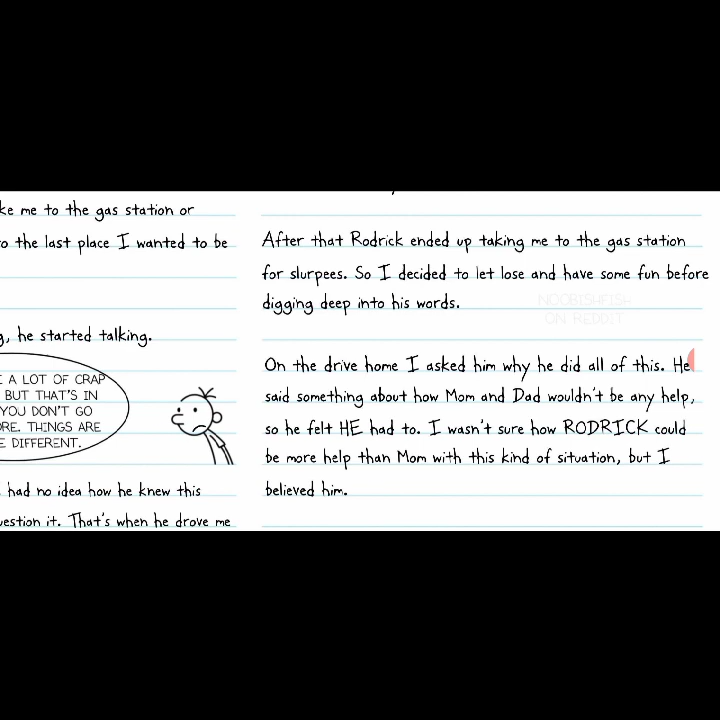 ke me to the gas station or
o the last place I wanted to be
g, he started talking.
A LOT OF CRAP
BUT THAT'S IN
YOU DON'T GO
RE. THINGS ARE
E DIFFERENT.
had no idea how he knew this
uestion it. That's when he drove me
After that Rodrick ended up taking me to the gas station
for slurpees. So I decided to let lose and have some fun before
digging deep into his words.
NOOBISHFISH
ON REDDIT
On the drive home I asked him why he did all of this. He
said something about how Mom and Dad wouldn't be any help,
so he felt HE had to. I wasn't sure how RODRICK could
be more help than Mom with this kind of situation, but I
believed him.